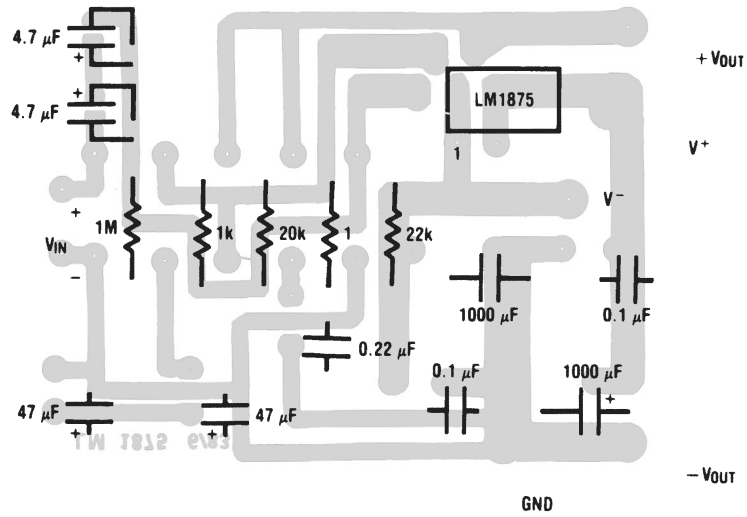 4.7 µF
+
+ VOUT
+
LM1875
4.7 µF
V+
1
+
V−
1M
1k
20k
1
22k
VIN
−
1000 µF
0.1 µF
0.22 µF
0.1 µF
1000 µF
+
47 µF
47 µF
+
+
LM 1875 6/83
− VOUT
GND